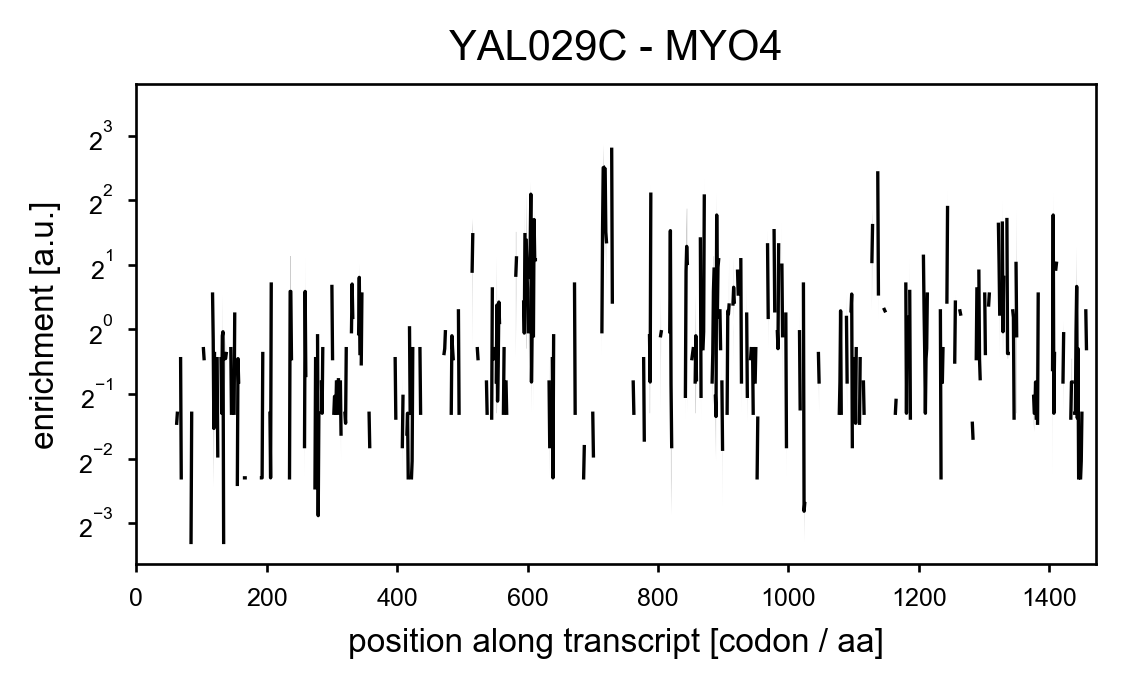 YAL029C - MYO4
enrichment [a.u.]
2^3
2^2
2^1
2^0
2^−1
2^−2
2^−3
0 200 400 600 800 1000 1200 1400
position along transcript [codon / aa]